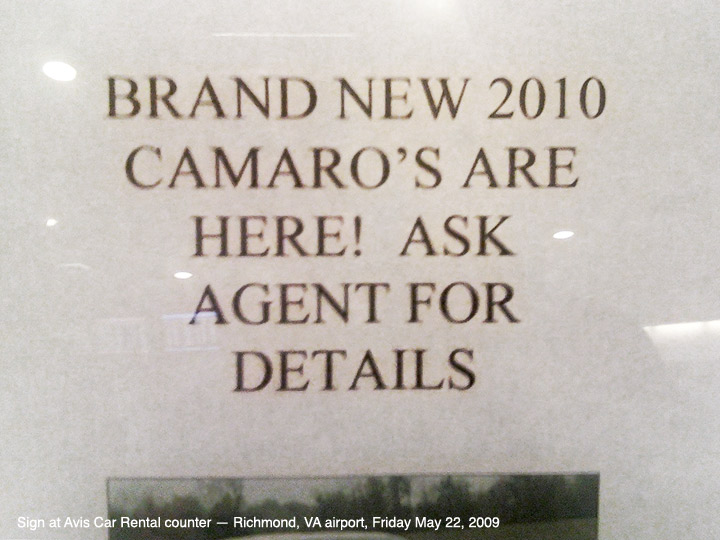 BRAND NEW 2010
CAMARO’S ARE
HERE!  ASK
AGENT FOR
DETAILS
Sign at Avis Car Rental counter — Richmond, VA airport, Friday May 22, 2009